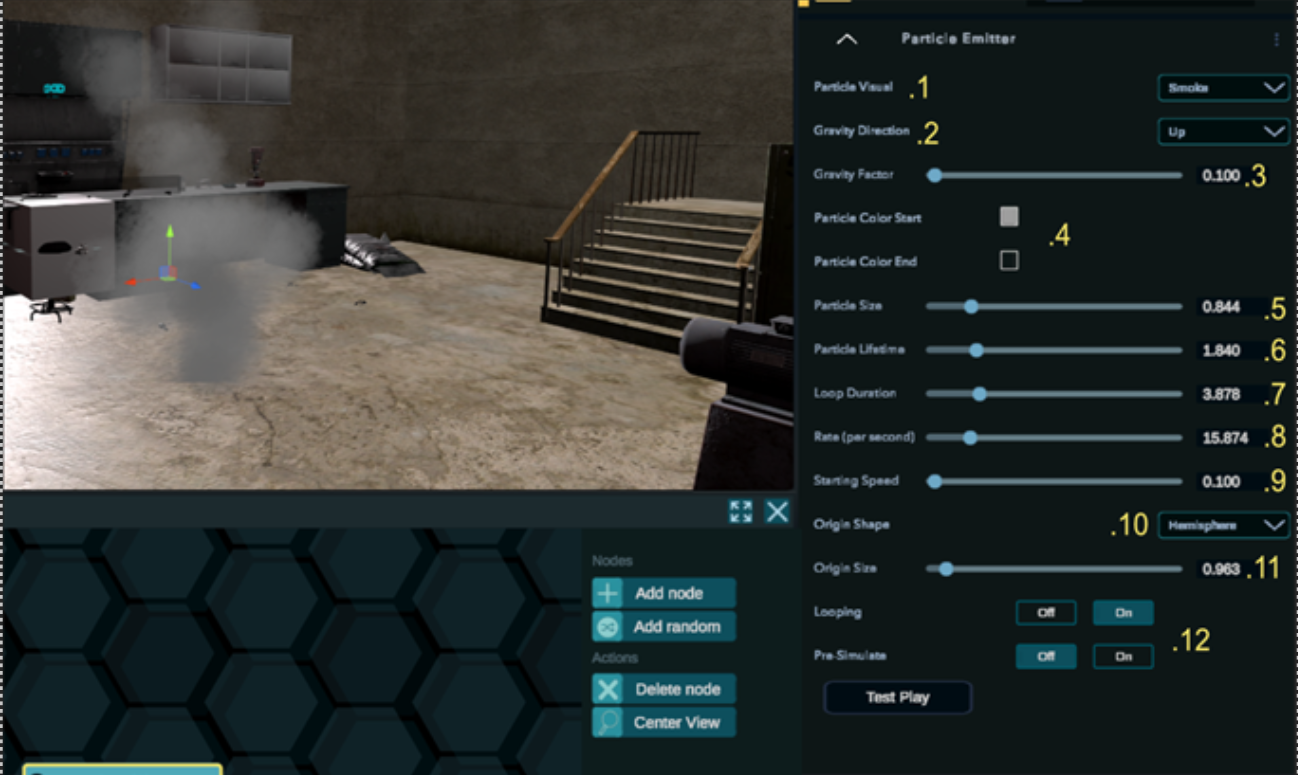 Particle Emitter
Particle Visual .1 Smoke
Gravity Direction .2 Up
Gravity Factor 0.100 .3
Particle Color Start
.4
Particle Color End
Particle Size 0.844 .5
Particle Lifetime 1.840 .6
Loop Duration 3.878 .7
Rate (per second) 15.874 .8
Starting Speed 0.100 .9
Origin Shape .10 Hemisphere
Origin Size 0.963 .11
Looping Off On
.12
Pre-Simulate Off On
Test Play
Nodes
Add node
Add random
Actions
Delete node
Center View